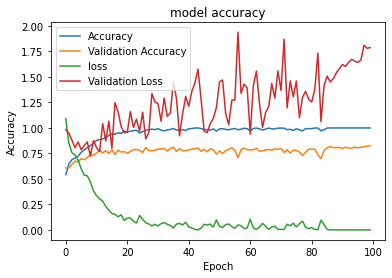 model accuracy
Accuracy
Validation Accuracy
loss
Validation Loss
2.00
1.75
1.50
1.25
1.00
0.75
0.50
0.25
0.00
Accuracy
0 20 40 60 80 100
Epoch